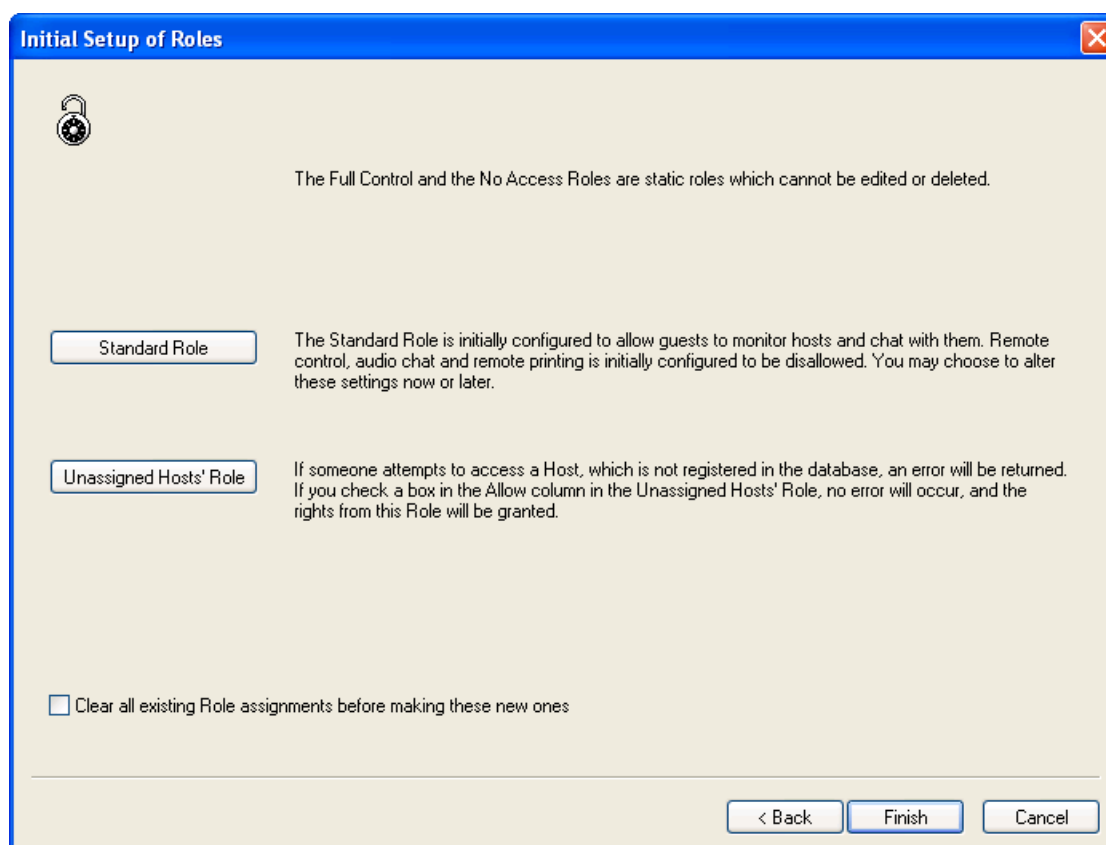 Initial Setup of Roles
The Full Control and the No Access Roles are static roles which cannot be edited or deleted.
Standard Role
The Standard Role is initially configured to allow guests to monitor hosts and chat with them. Remote
control, audio chat and remote printing is initially configured to be disallowed. You may choose to alter
these settings now or later.
Unassigned Hosts' Role
If someone attempts to access a Host, which is not registered in the database, an error will be returned.
If you check a box in the Allow column in the Unassigned Hosts' Role, no error will occur, and the
rights from this Role will be granted.
Clear all existing Role assignments before making these new ones
< Back
Finish
Cancel